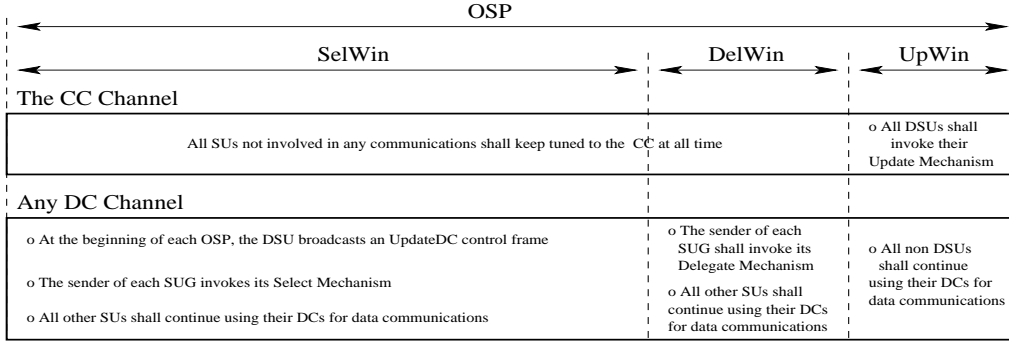 OSP
SelWin
DelWin
UpWin
The CC Channel
All SUs not involved in any communications shall keep tuned to the CC at all time
o All DSUs shall
invoke their
Update Mechanism
Any DC Channel
o At the beginning of each OSP, the DSU broadcasts an UpdateDC control frame
o The sender of each SUG invokes its Select Mechanism
o All other SUs shall continue using their DCs for data communications
o The sender of each
SUG shall invoke its
Delegate Mechanism
o All other SUs shall
continue using their DCs
for data communications
o All non DSUs
shall continue
using their DCs for
data communications